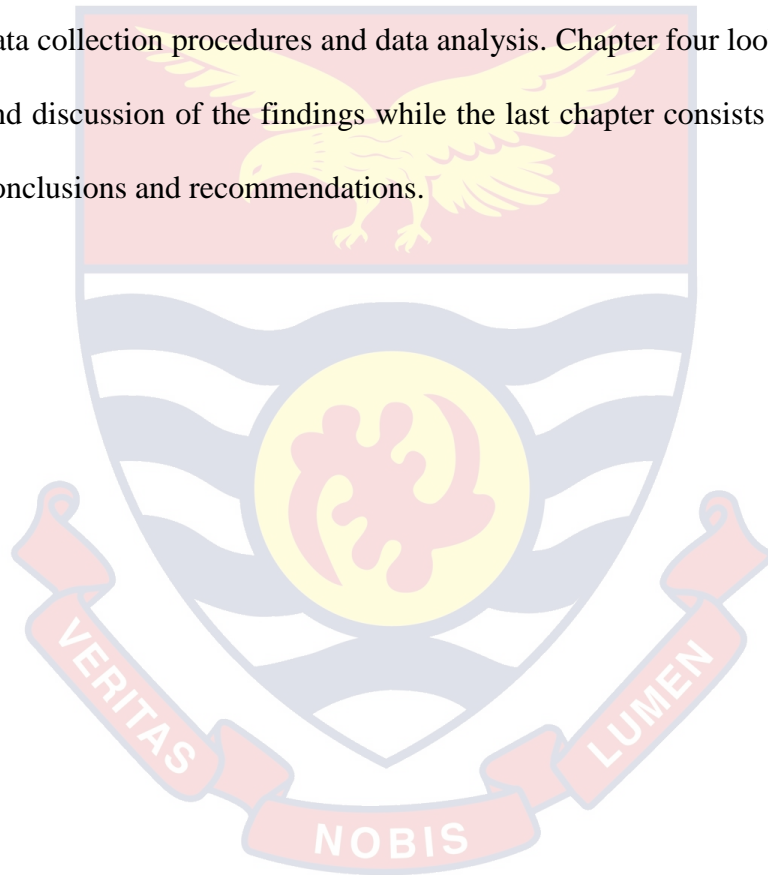 ata collection procedures and data analysis. Chapter four loo
nd discussion of the findings while the last chapter consists
onclusions and recommendations.
VERITAS
NOBIS
LUMEN